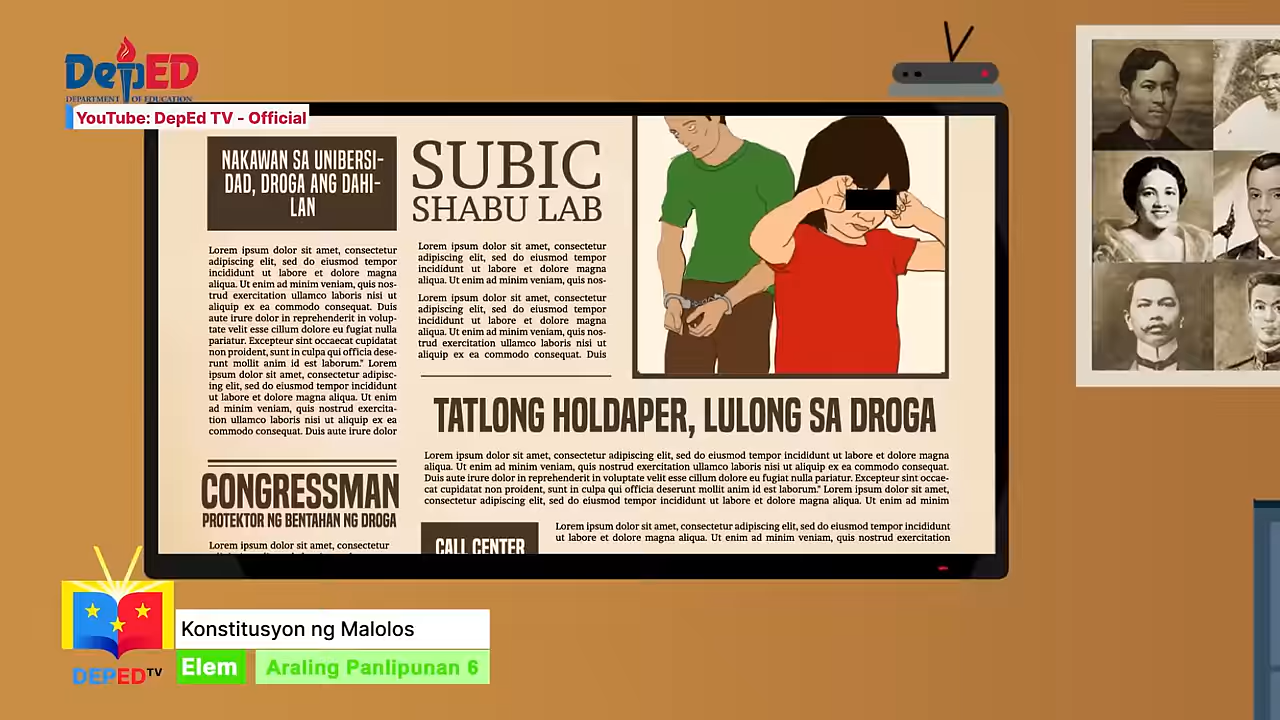 DepED
DEPARTMENT OF EDUCATION
YouTube: DepEd TV - Official
NAKAWAN SA UNIBERSI-
DAD, DROGA ANG DAHI-
LAN
Lorem ipsum dolor sit amet, consectetur
adipiscing elit, sed do eiusmod tempor
incididunt ut labore et dolore magna
aliqua. Ut enim ad minim veniam, quis nos-
trud exercitation ullamco laboris nisi ut
aliquip ex ea commodo consequat. Duis
aute irure dolor in reprehenderit in volup-
tate velit esse cillum dolore eu fugiat nulla
pariatur. Excepteur sint occaecat cupidatat
non proident, sunt in culpa qui officia dese-
runt mollit anim id est laborum." Lorem
ipsum dolor sit amet, consectetur adipisc-
ing elit, sed do eiusmod tempor incididunt
ut labore et dolore magna aliqua. Ut enim
ad minim veniam, quis nostrud exercita-
tion ullamco laboris nisi ut aliquip ex ea
commodo consequat. Duis aute irure dolor
CONGRESSMAN
PROTEKTOR NG BENTAHAN NG DROGA
Lorem ipsum dolor sit amet, consectetur
SUBIC
SHABU LAB
Lorem ipsum dolor sit amet, consectetur
adipiscing elit, sed do eiusmod tempor
incididunt ut labore et dolore magna
aliqua. Ut enim ad minim veniam, quis nos-
Lorem ipsum dolor sit amet, consectetur
adipiscing elit, sed do eiusmod tempor
incididunt ut labore et dolore magna
aliqua. Ut enim ad minim veniam, quis nos-
trud exercitation ullamco laboris nisi ut
aliquip ex ea commodo consequat. Duis
TATLONG HOLDAPER, LULONG SA DROGA
Lorem ipsum dolor sit amet, consectetur adipiscing elit, sed do eiusmod tempor incididunt ut labore et dolore magna
aliqua. Ut enim ad minim veniam, quis nostrud exercitation ullamco laboris nisi ut aliquip ex ea commodo consequat.
Duis aute irure dolor in reprehenderit in voluptate velit esse cillum dolore eu fugiat nulla pariatur. Excepteur sint occae-
cat cupidatat non proident, sunt in culpa qui officia deserunt mollit anim id est laborum." Lorem ipsum dolor sit amet,
consectetur adipiscing elit, sed do eiusmod tempor incididunt ut labore et dolore magna aliqua. Ut enim ad minim
CALL CENTER
Lorem ipsum dolor sit amet, consectetur adipiscing elit, sed do eiusmod tempor incididunt
ut labore et dolore magna aliqua. Ut enim ad minim veniam, quis nostrud exercitation
DEPED TV
Konstitusyon ng Malolos
Elem
Araling Panlipunan 6